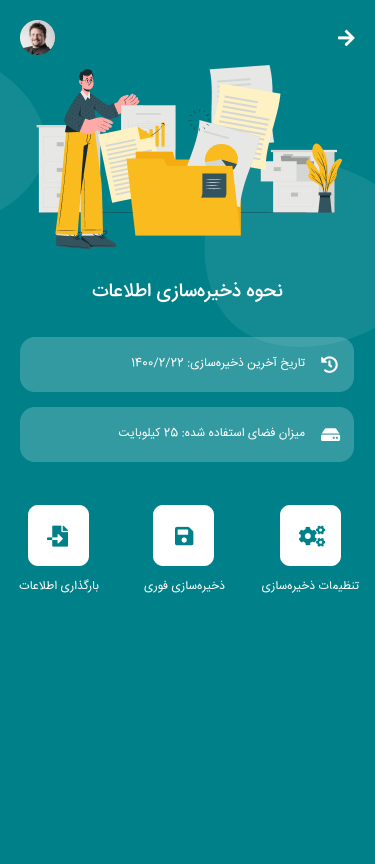 نحوه ذخیره‌سازی اطلاعات
تاریخ آخرین ذخیره‌سازی: ۱۴۰۰/۲/۲۲
میزان فضای استفاده شده: ۲۵ کیلوبایت
تنظیمات ذخیره‌سازی
ذخیره‌سازی فوری
بارگذاری اطلاعات